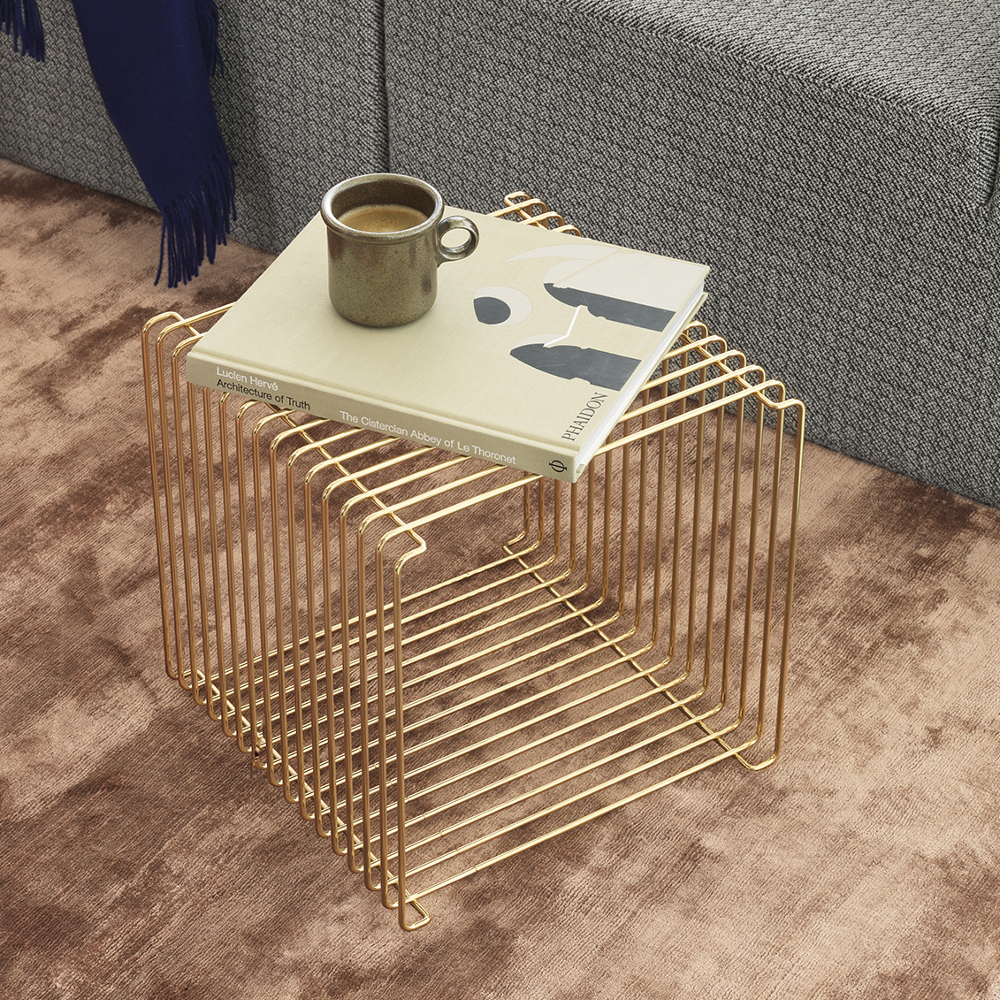 Lucien Hervé
Architecture of Truth
The Cistercian Abbey of Le Thoronet
PHAIDON